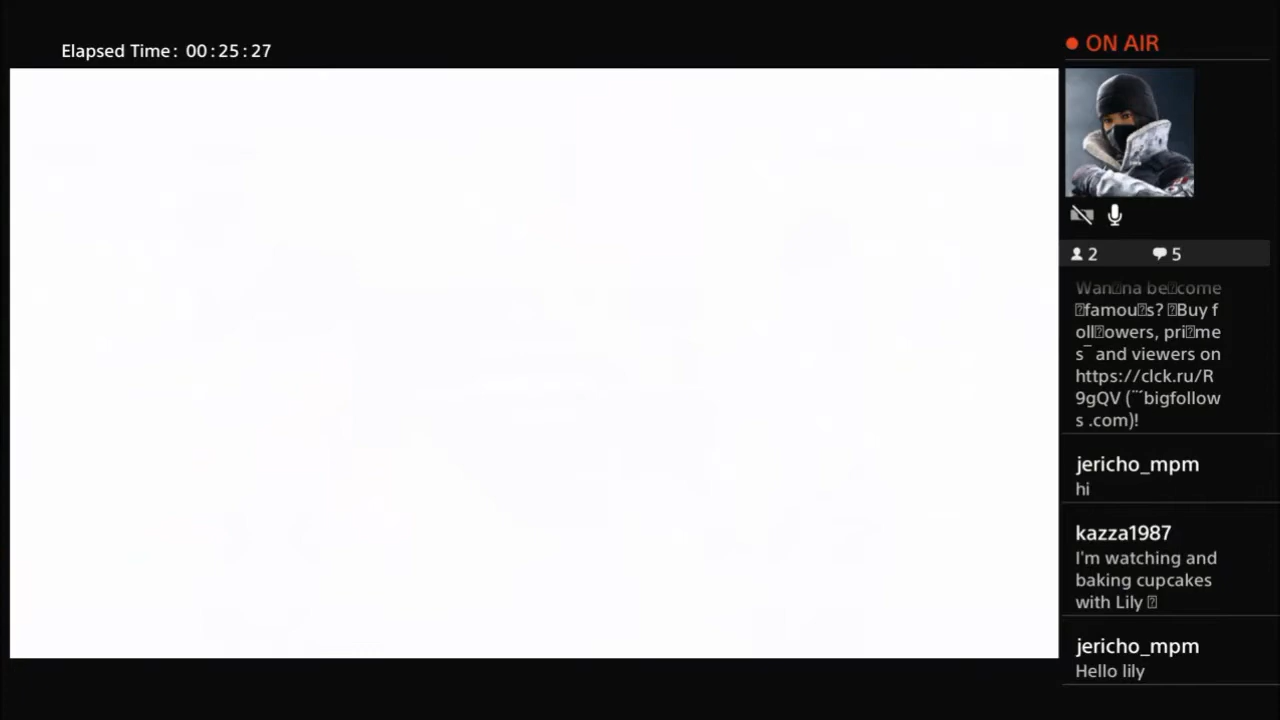 Elapsed Time: 00:25:27
ON AIR
2 5
Wan�na be�come
�famou�s? �Buy f
oll�owers, pri�me
s¯ and viewers on
https://clck.ru/R
9gQV (¨´bigfollow
s .com)!
jericho_mpm
hi
kazza1987
I'm watching and
baking cupcakes
with Lily �
jericho_mpm
Hello lily